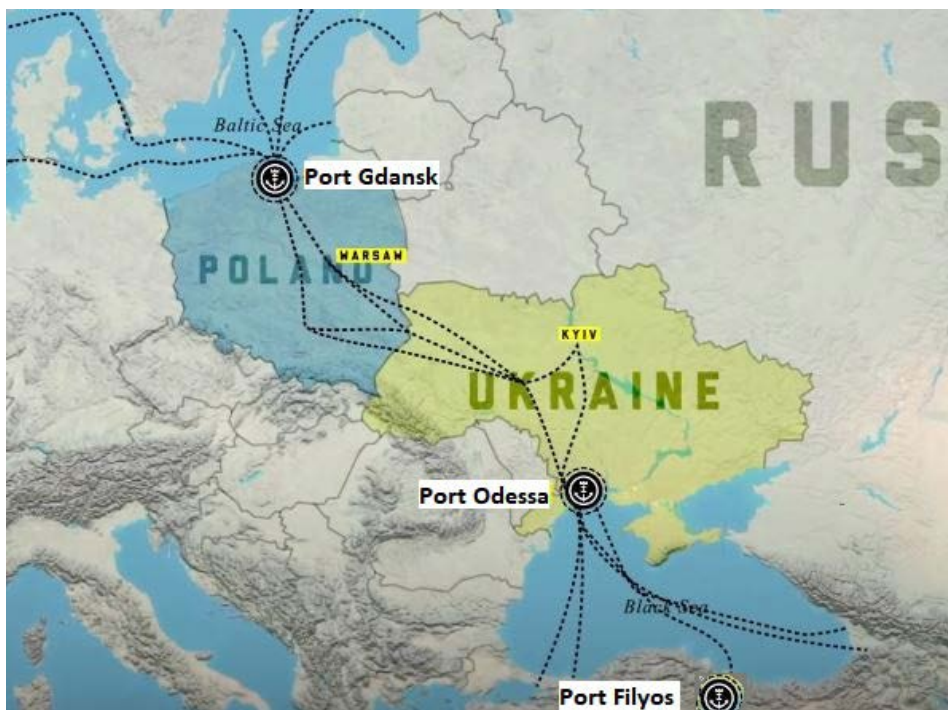 Baltic Sea
RUS
Port Gdansk
WARSAW
POLAND
KYIV
UKRAINE
Port Odessa
Black Sea
Port Filyos